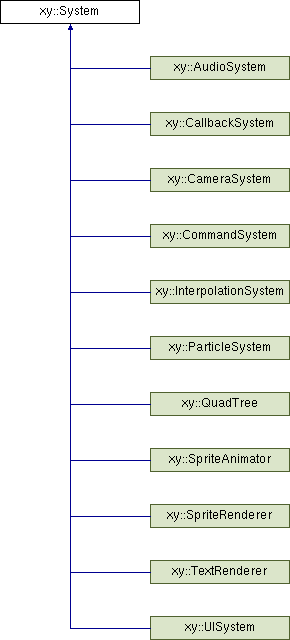 xy::System
xy::AudioSystem
xy::CallbackSystem
xy::CameraSystem
xy::CommandSystem
xy::InterpolationSystem
xy::ParticleSystem
xy::QuadTree
xy::SpriteAnimator
xy::SpriteRenderer
xy::TextRenderer
xy::UISystem